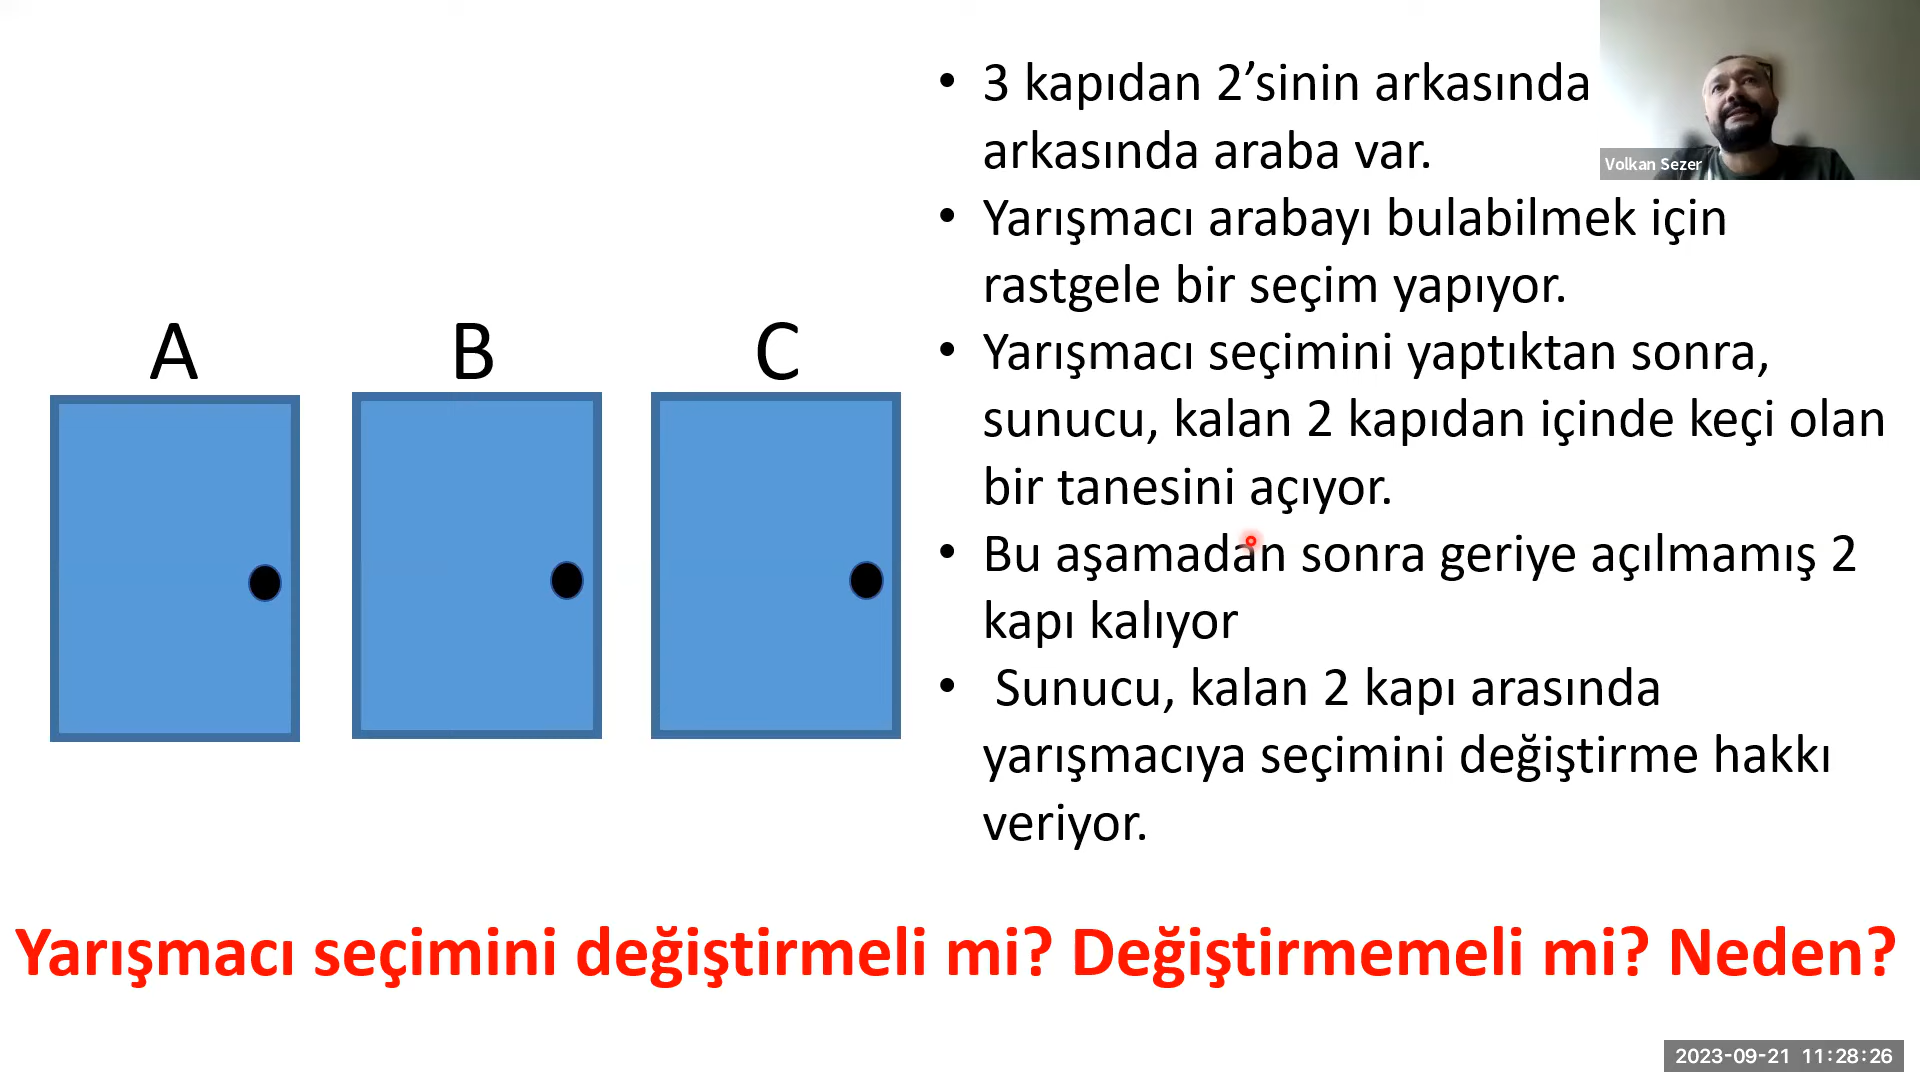 A
B
C
• 3 kapıdan 2’sinin arkasında
arkasında araba var.
• Yarışmacı arabayı bulabilmek için
rastgele bir seçim yapıyor.
• Yarışmacı seçimini yaptıktan sonra,
sunucu, kalan 2 kapıdan içinde keçi olan
bir tanesini açıyor.
• Bu aşamadan sonra geriye açılmamış 2
kapı kalıyor
• Sunucu, kalan 2 kapı arasında
yarışmacıya seçimini değiştirme hakkı
veriyor.
Yarışmacı seçimini değiştirmeli mi? Değiştirmemeli mi? Neden?
Volkan Sezer
2023-09-21 11:28:26